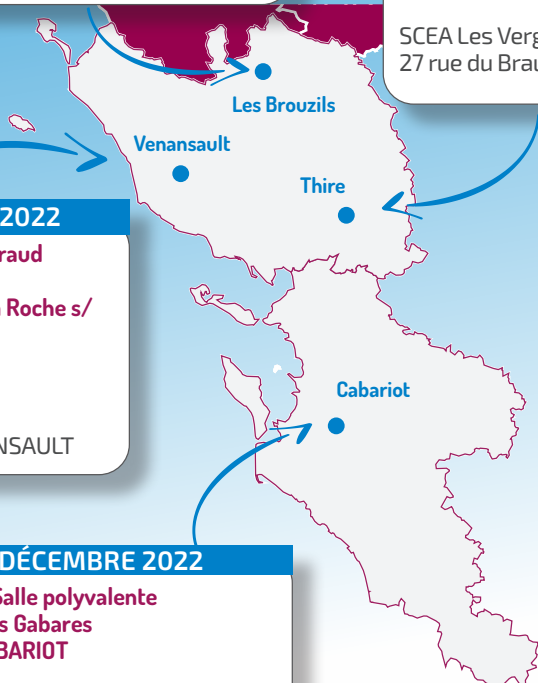 SCEA Les Verg
27 rue du Brau
Les Brouzils
Venansault
Thire
2022
raud
Roche s/
NSAULT
Cabariot
DÉCEMBRE 2022
Salle polyvalente
s Gabares
BARIOT